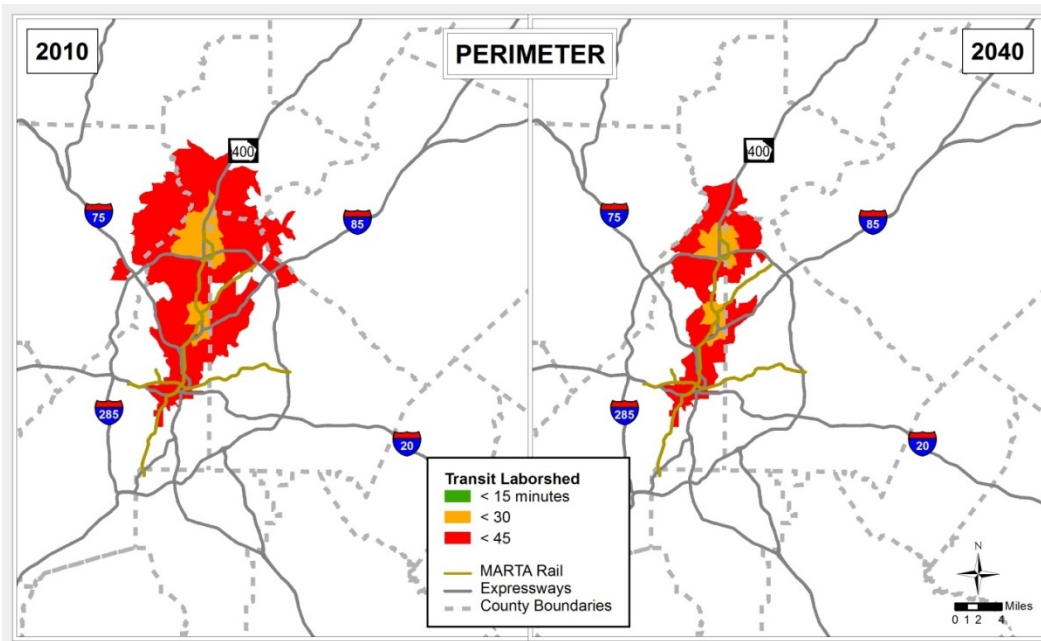 2010
PERIMETER
2040
400
400
75
85
75
85
285
20
285
20
Transit Laborshed
< 15 minutes
< 30
< 45
MARTA Rail
Expressways
County Boundaries
N
Miles
0 1 2 4